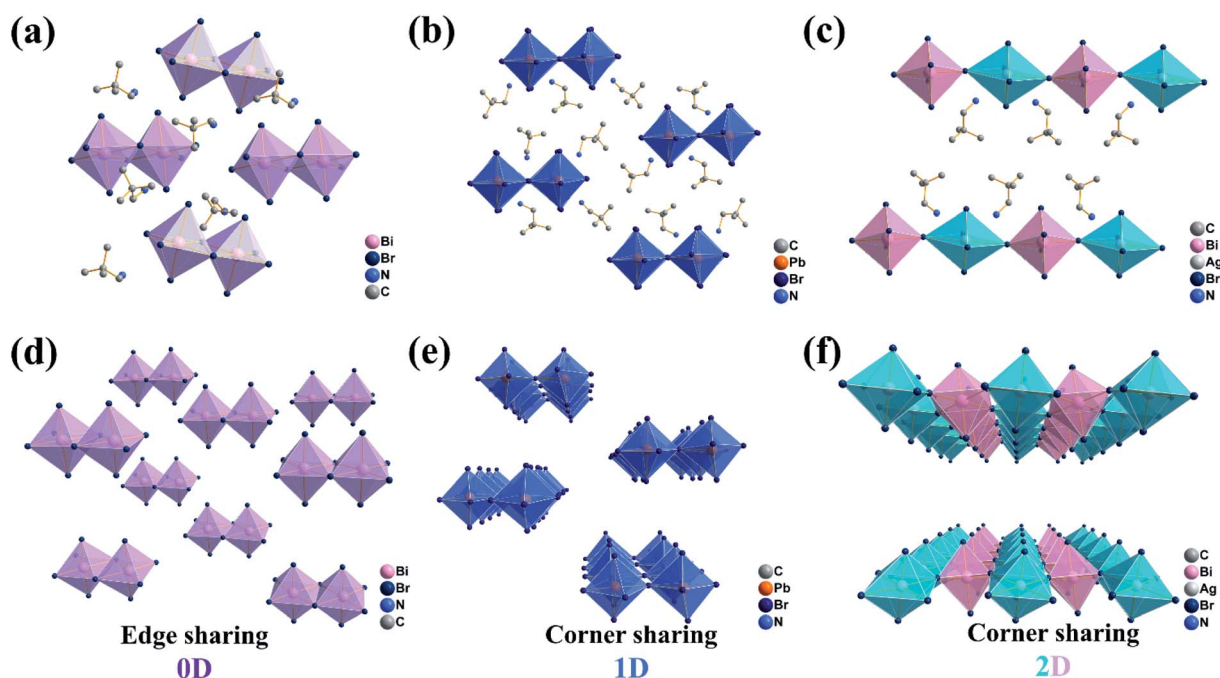 (a)
Bi
Br
N
C
(b)
C
Pb
Br
N
(c)
C
Bi
Ag
Br
N
(d)
Bi
Br
N
C
Edge sharing
0D
(e)
C
Pb
Br
N
Corner sharing
1D
(f)
C
Bi
Ag
Br
N
Corner sharing
2D